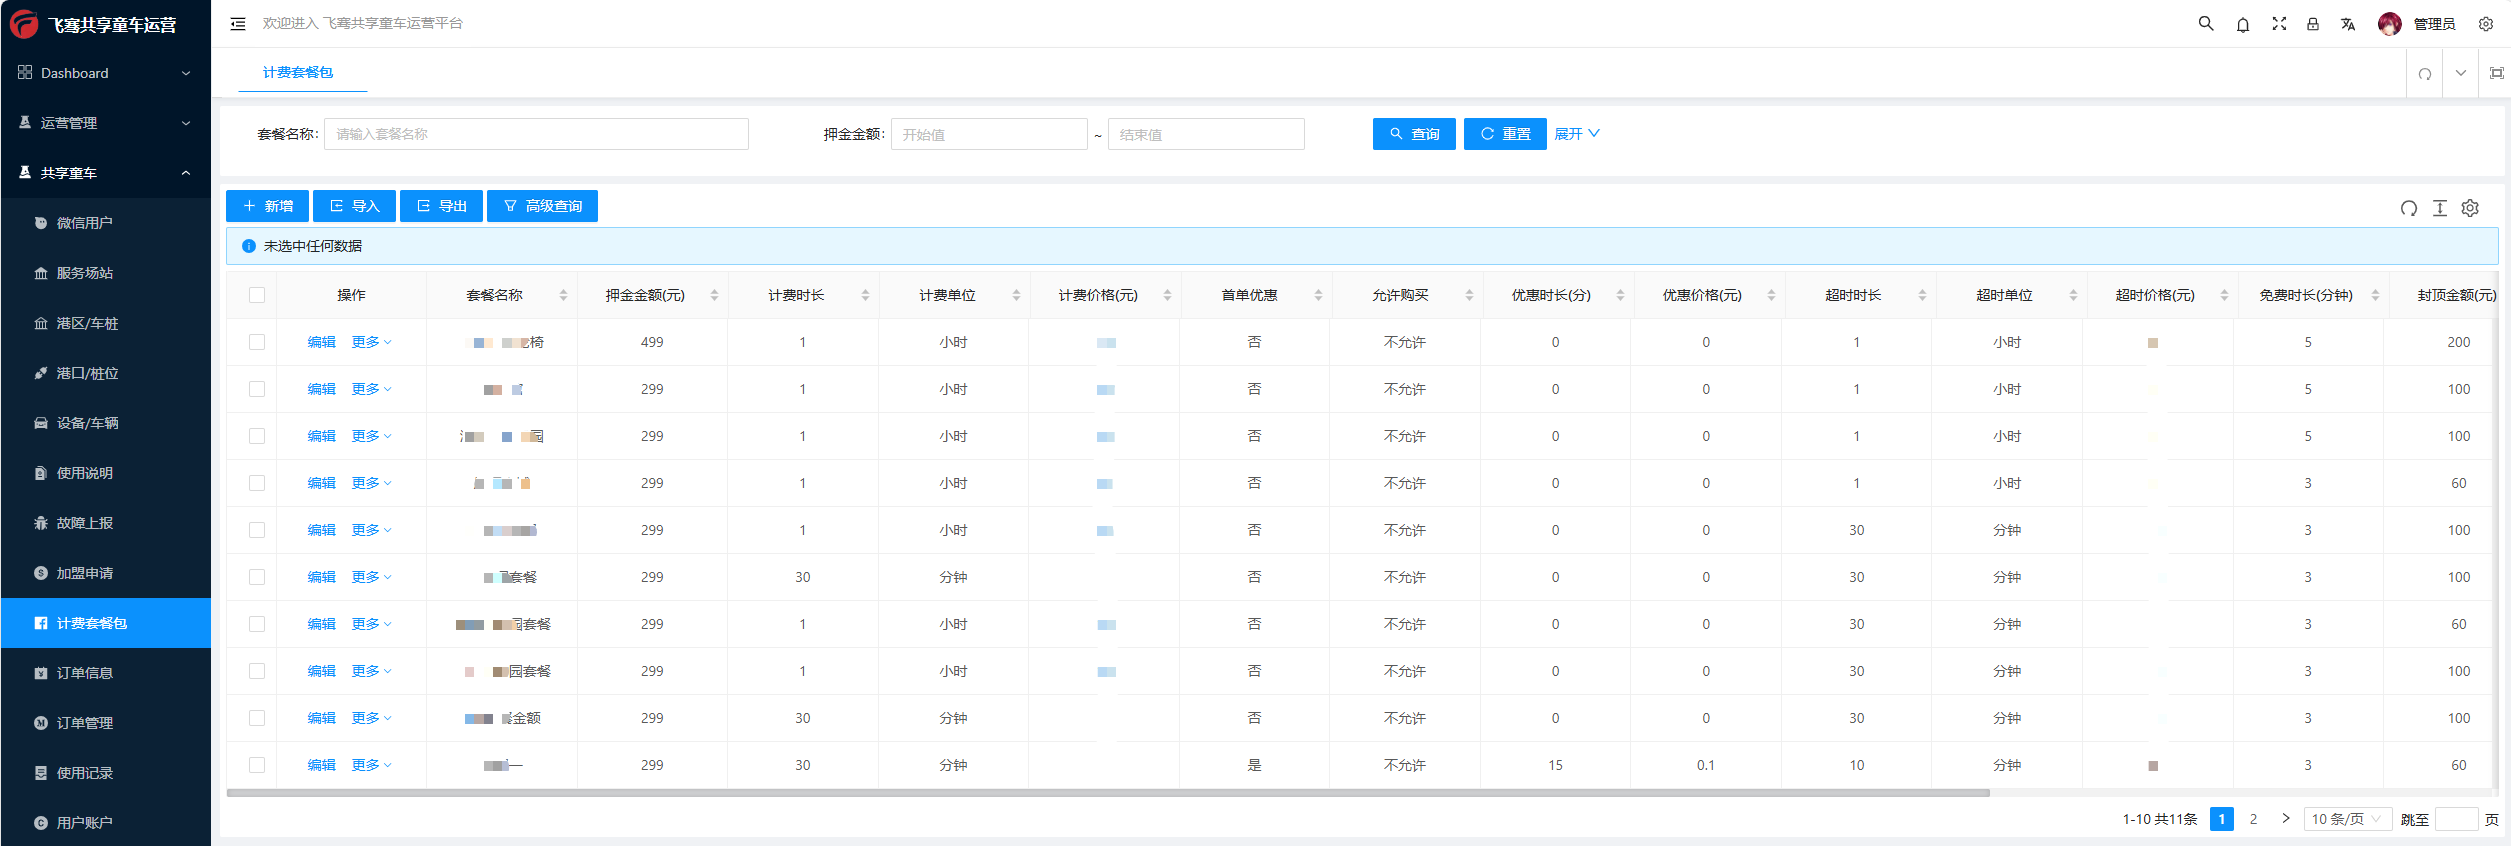 飞骞共享童车运营
欢迎进入 飞骞共享童车运营平台
管理员
Dashboard
运营管理
共享童车
微信用户
服务场站
港区/车桩
港口/桩位
设备/车辆
使用说明
故障上报
加盟申请
计费套餐包
订单信息
订单管理
使用记录
用户账户
计费套餐包
套餐名称: 请输入套餐名称 押金金额: 开始值 ~ 结束值 查询 重置 展开
新增 导入 导出 高级查询
未选中任何数据
操作 套餐名称 押金金额(元) 计费时长 计费单位 计费价格(元) 首单优惠 允许购买 优惠时长(分) 优惠价格(元) 超时时长 超时单位 超时价格(元) 免费时长(分钟) 封顶金额(元)
编辑 更多 椅 499 1 小时 否 不允许 0 0 1 小时 5 200
编辑 更多 299 1 小时 否 不允许 0 0 1 小时 5 100
编辑 更多 园 299 1 小时 否 不允许 0 0 1 小时 5 100
编辑 更多 299 1 小时 否 不允许 0 0 1 小时 3 60
编辑 更多 299 1 小时 否 不允许 0 0 30 分钟 3 100
编辑 更多 套餐 299 30 分钟 否 不允许 0 0 30 分钟 3 100
编辑 更多 园套餐 299 1 小时 否 不允许 0 0 30 分钟 3 60
编辑 更多 园套餐 299 1 小时 否 不允许 0 0 30 分钟 3 100
编辑 更多 金额 299 30 分钟 否 不允许 0 0 30 分钟 3 100
编辑 更多 一 299 30 分钟 是 不允许 15 0.1 10 分钟 3 60
1-10 共11条 1 2 10 条/页 跳至 页